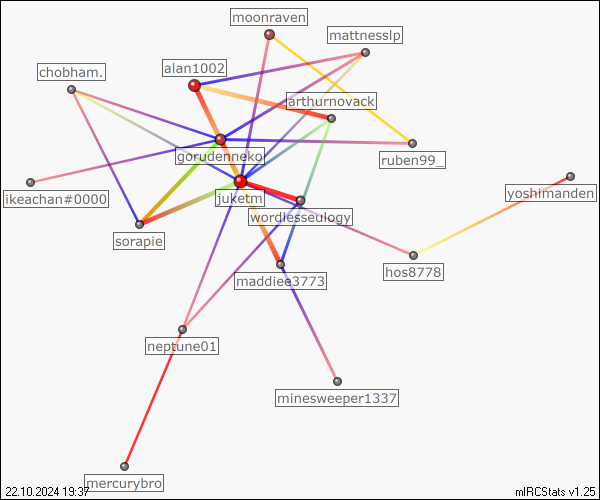 moonraven
mattnesslp
alan1002
chobham.
arthurnovack
gorudenneko
ruben99_
ikeachan#0000
juketm
yoshimanden
wordlesseulogy
sorapie
maddiee3773
hos8778
neptune01
minesweeper1337
mercurybro
22.10.2024 19:37
mIRCStats v1.25